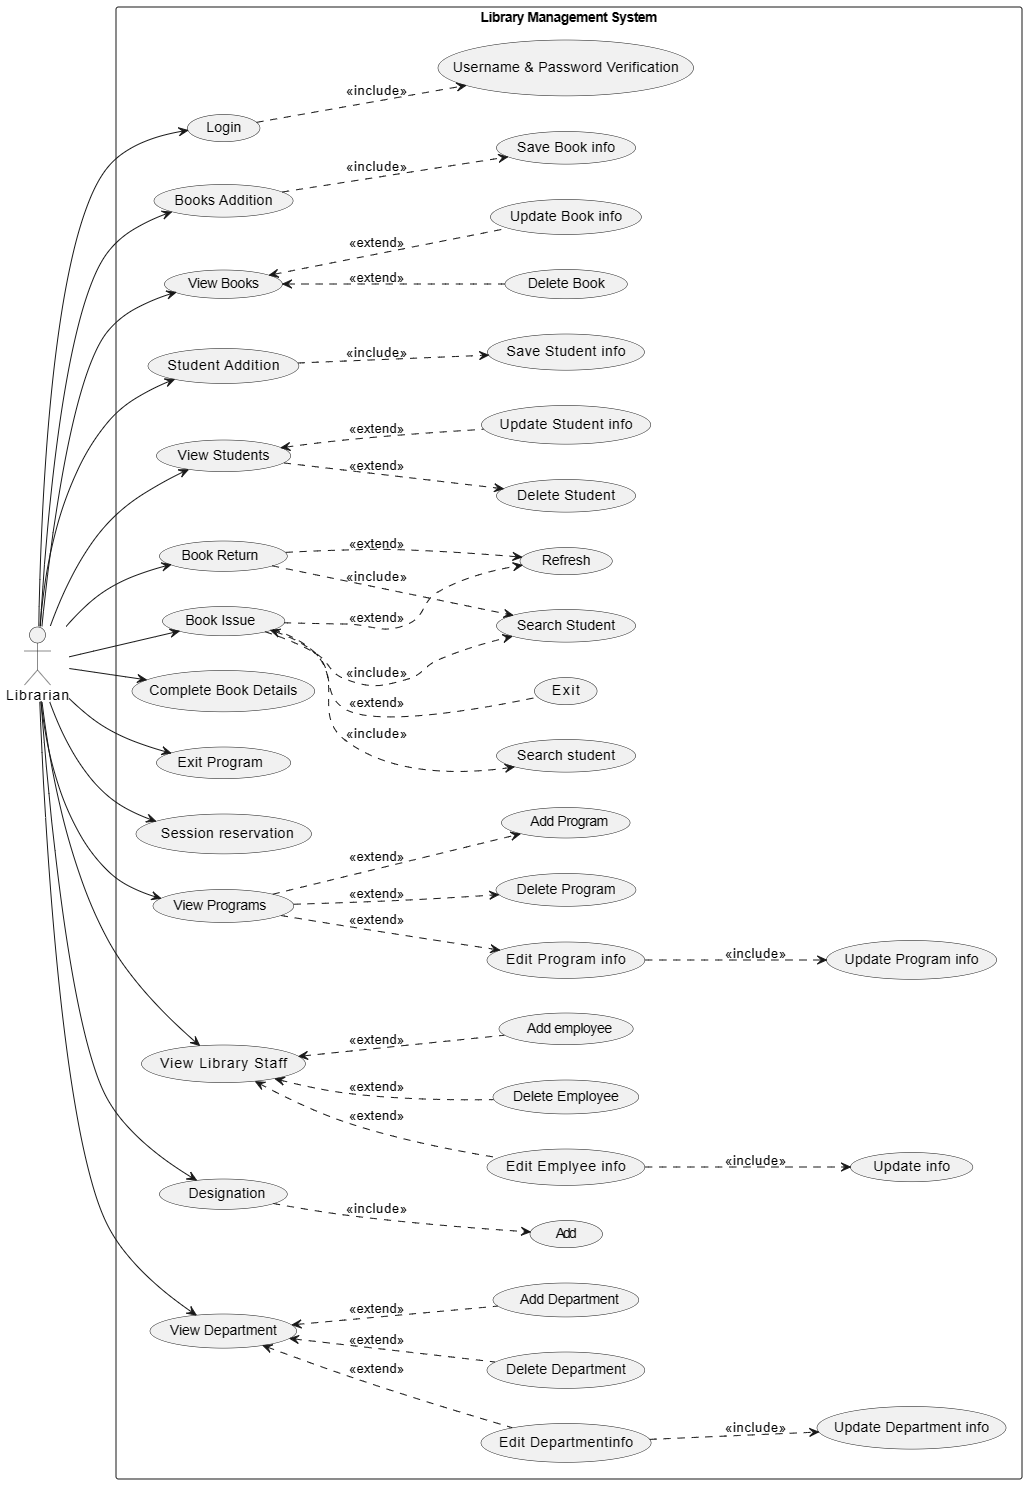 Library Management System
Username & Password Verification
«include»
Login
Save Book info
«include»
Books Addition
Update Book info
«extend»
View Books
«extend»
Delete Book
Student Addition
«include»
Save Student info
Update Student info
«extend»
View Students
«extend»
Delete Student
Book Return
«extend»
Refresh
«include»
Book Issue
«extend»
Search Student
Librarian
«include»
Complete Book Details
Exit
«extend»
«include»
Search student
Exit Program
Session reservation
Add Program
«extend»
View Programs
«extend»
Delete Program
«extend»
Edit Program info
«include»
Update Program info
Add employee
«extend»
View Library Staff
«extend»
Delete Employee
«extend»
Edit Emplyee info
«include»
Update info
Designation
«include»
Add
Add Department
«extend»
View Department
«extend»
Delete Department
«extend»
Edit Departmentinfo
«include»
Update Department info